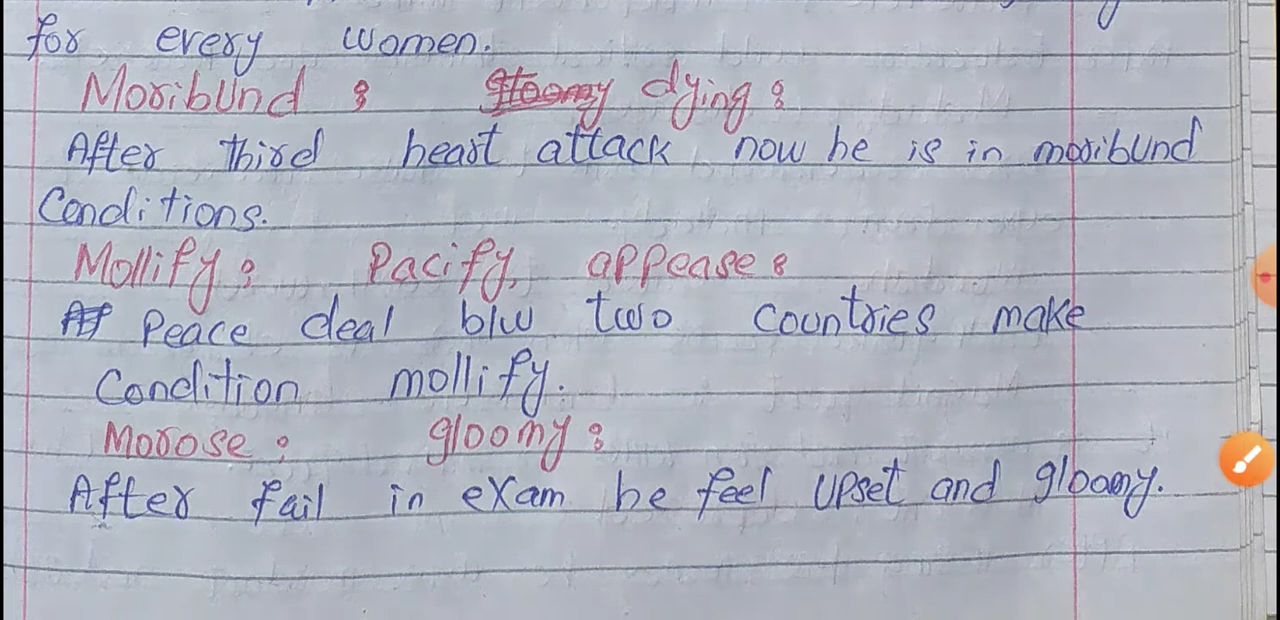 for every women.
Moribund : gloomy dying :
After third heart attack now he is in moribund
Conditions.
Mollify : Pacify, appease :
Peace deal b/w two countries make
Condition mollify.
Morose : gloomy :
After fail in exam he feel upset and gloomy.